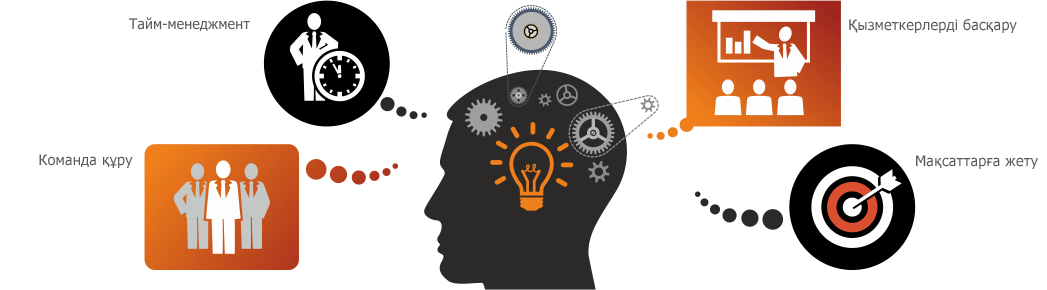 Тайм-менеджмент
Қызметкерлерді басқару
Команда құру
Мақсаттарға жету